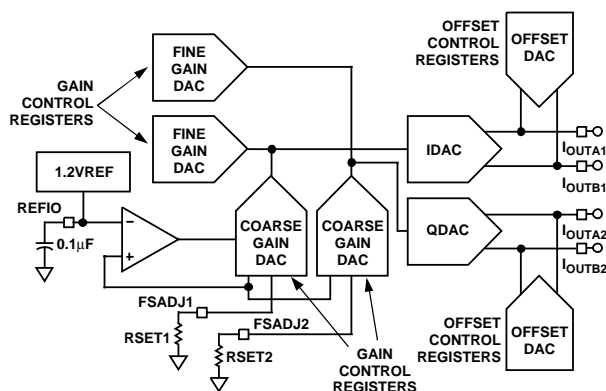 FINE
GAIN
DAC
GAIN
CONTROL
REGISTERS
FINE
GAIN
DAC
OFFSET
CONTROL
REGISTERS
OFFSET
DAC
IDAC
IOUTA1
IOUTB1
1.2VREF
REFIO
0.1μF
−
+
COARSE
GAIN
DAC
COARSE
GAIN
DAC
QDAC
IOUTA2
IOUTB2
FSADJ1
RSET1
FSADJ2
RSET2
GAIN
CONTROL
REGISTERS
OFFSET
CONTROL
REGISTERS
OFFSET
DAC